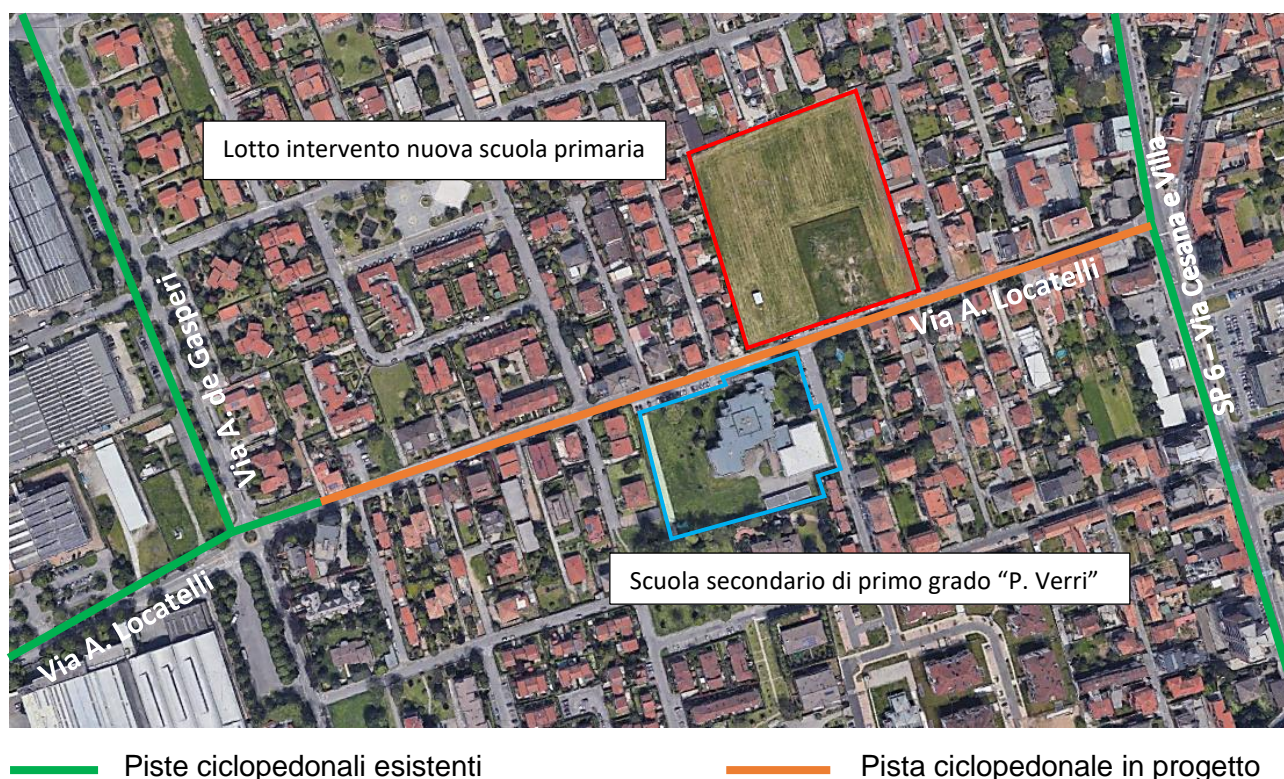 Lotto intervento nuova scuola primaria
Via A. de Gasperi
SP 6 – Via Cesana e Villa
Via A. Locatelli
Scuola secondario di primo grado “P. Verri”
Via A. Locatelli
Piste ciclopedonali esistenti
Pista ciclopedonale in progetto